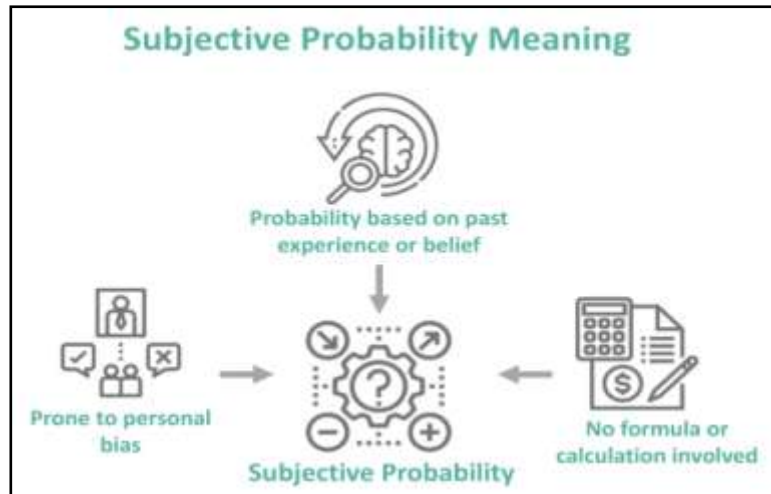 Subjective Probability Meaning
Probability based on past
experience or belief
Prone to personal
bias
?
$
No formula or
calculation involved
Subjective Probability